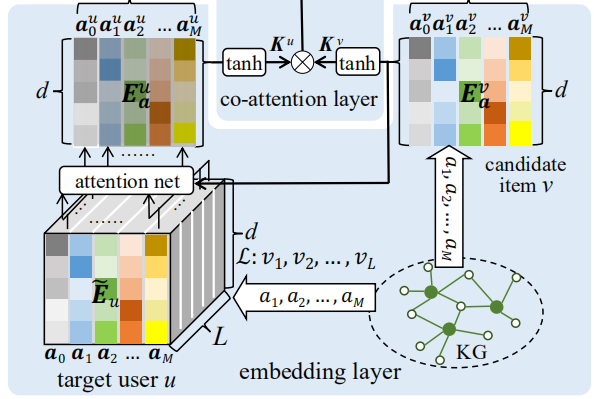 a₀ᵘ a₁ᵘ a₂ᵘ ... a_Mᵘ
a₀ᵛ a₁ᵛ a₂ᵛ ... a_Mᵛ
d
E_aᵘ
tanh
Kᵘ
Kᵛ
tanh
E_aᵛ
d
co-attention layer
......
attention net
a₁, a₂, ..., a_M
candidate
item v
......
...
...
d
ℒ: v₁, v₂, ..., v_L
Ẽ_u
a₁, a₂, ..., a_M
L
KG
a₀ a₁ a₂ ... a_M
target user u
embedding layer